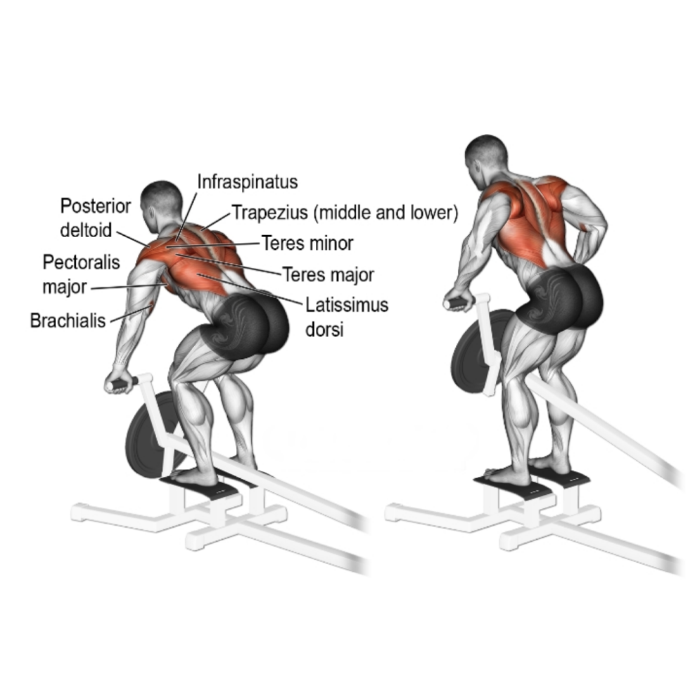 Infraspinatus
Posterior
deltoid
Trapezius (middle and lower)
Teres minor
Pectoralis
major
Teres major
Latissimus
dorsi
Brachialis